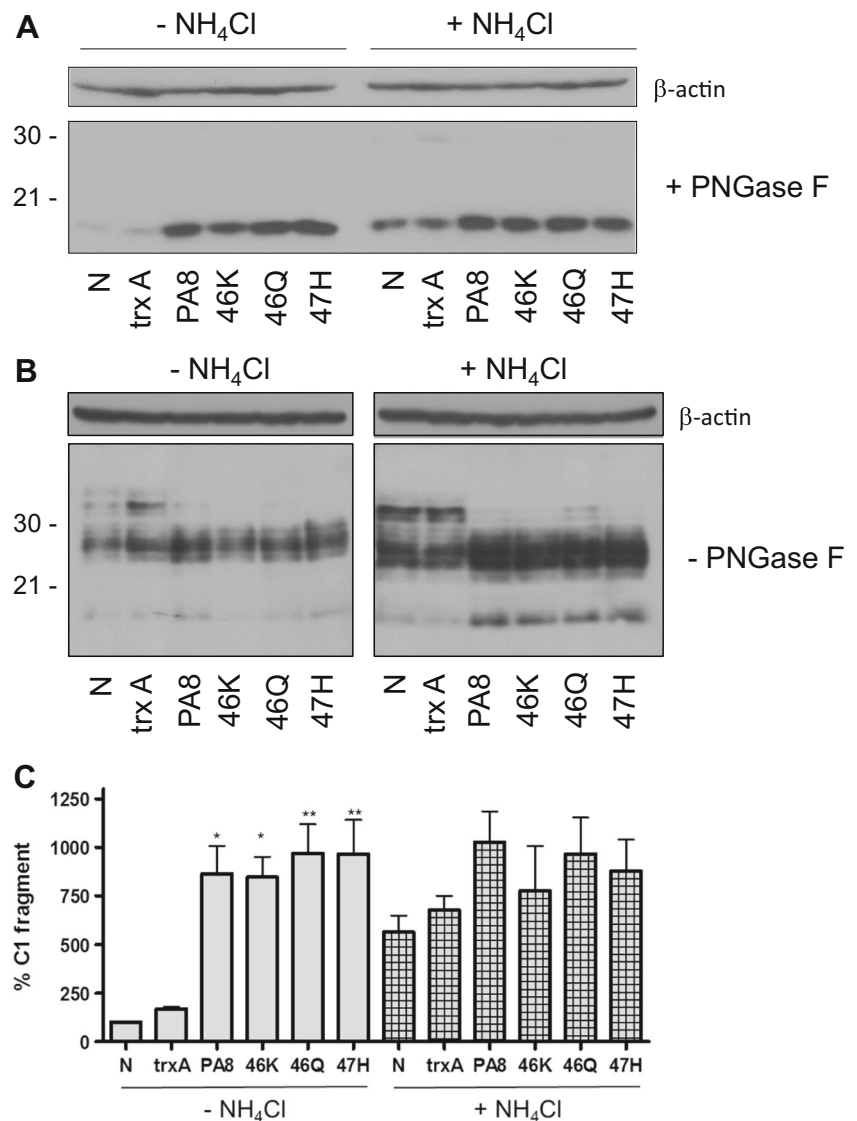 A
- NH₄Cl + NH₄Cl
β-actin
30 -
21 -
+ PNGase F
N trx A PA8 46K 46Q 47H N trx A PA8 46K 46Q 47H
B
- NH₄Cl + NH₄Cl
β-actin
30 -
21 -
- PNGase F
N trx A PA8 46K 46Q 47H N trx A PA8 46K 46Q 47H
C
% C1 fragment
1250
1000
750
500
250
0
* * ** **
N trxA PA8 46K 46Q 47H N trxA PA8 46K 46Q 47H
- NH₄Cl + NH₄Cl